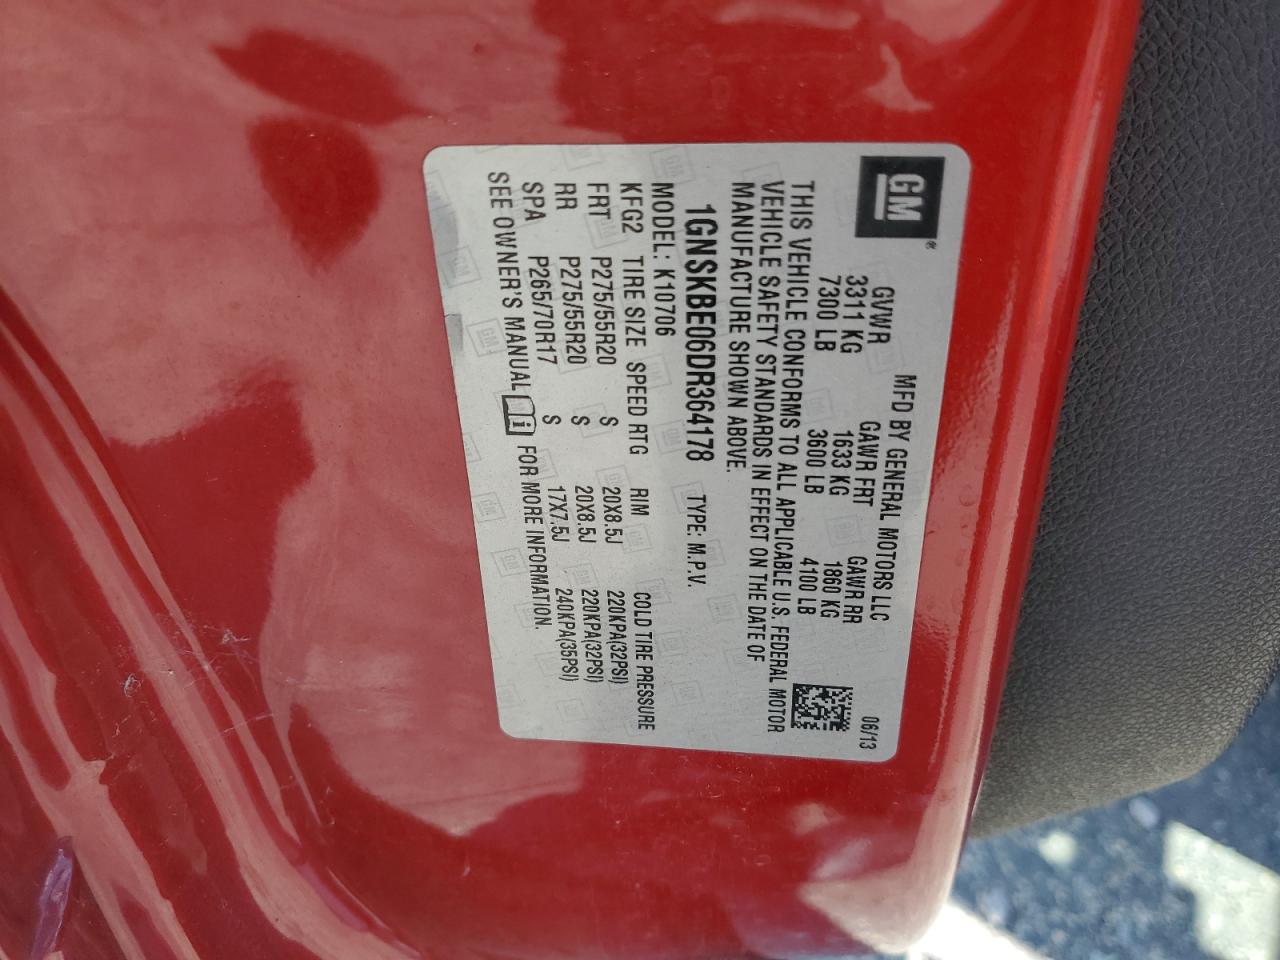 GM®
MFD BY GENERAL MOTORS LLC 06/13
GVWR GAWR FRT GAWR RR
3311 KG 1633 KG 1860 KG
7300 LB 3600 LB 4100 LB
THIS VEHICLE CONFORMS TO ALL APPLICABLE U.S. FEDERAL MOTOR
VEHICLE SAFETY STANDARDS IN EFFECT ON THE DATE OF
MANUFACTURE SHOWN ABOVE.
1GNSKBE06DR364178 TYPE: M.P.V.
MODEL: K10706
KFG2 TIRE SIZE SPEED RTG RIM COLD TIRE PRESSURE
FRT P275/55R20 S 20X8.5J 220KPA(32PSI)
RR P275/55R20 S 20X8.5J 220KPA(32PSI)
SPA P265/70R17 S 17X7.5J 240KPA(35PSI)
SEE OWNER'S MANUAL i FOR MORE INFORMATION.